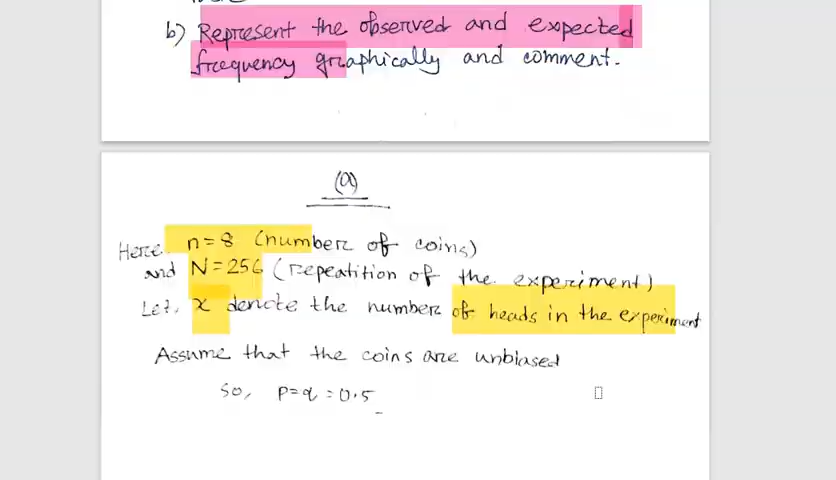 b) Represent the observed and expected
frequency graphically and comment.
(a)
Here n=8 (number of coins)
and N=256 (repeatition of the experiment)
Let, x denote the number of heads in the experiment
Assume that the coins are unbiased
So, p=q=0.5